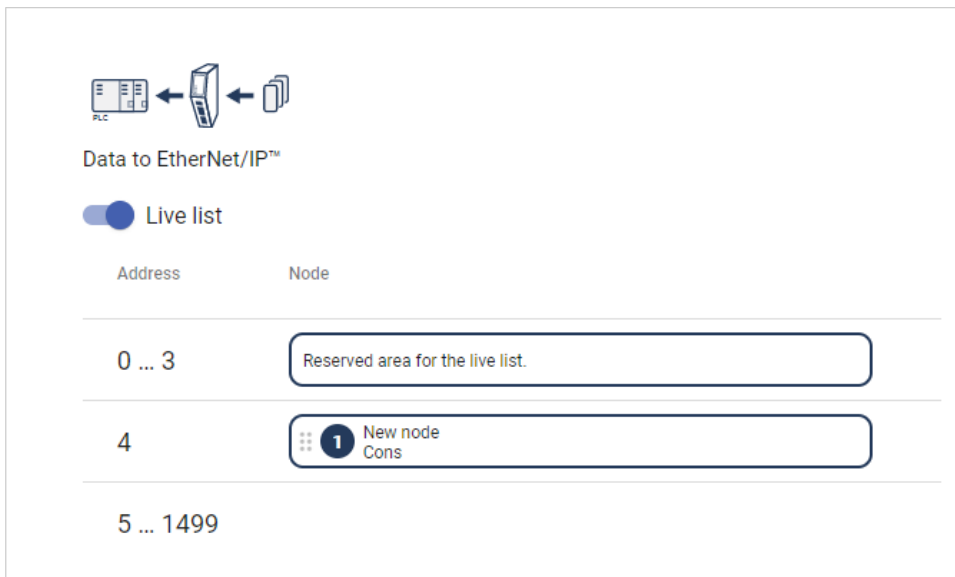 PLC
Data to EtherNet/IP™
Live list
Address Node
0 ... 3 Reserved area for the live list.
4 1 New node
Cons
5 ... 1499